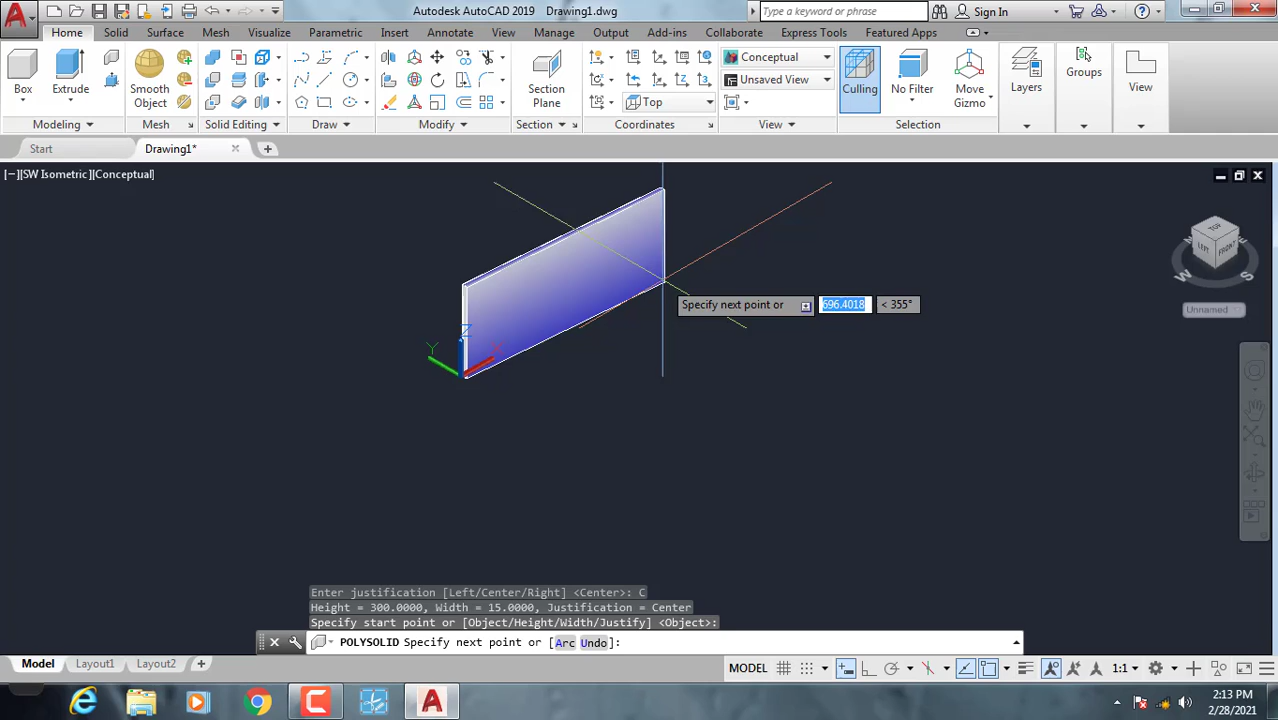 Autodesk AutoCAD 2019 Drawing1.dwg
Type a keyword or phrase
Sign In
Home Solid Surface Mesh Visualize Parametric Insert Annotate View Manage Output Add-ins Collaborate Express Tools Featured Apps
Box
Extrude
Smooth
Object
Section
Plane
Top
Conceptual
Unsaved View
Culling
No Filter
Move
Gizmo
Layers
Groups
View
Modeling
Mesh
Solid Editing
Draw
Modify
Section
Coordinates
View
Selection
Start
Drawing1*
[−][SW Isometric][Conceptual]
TOP
LEFT
FRONT
W
S
Unnamed
Specify next point or 696.4018 < 355°
Z
Y
Enter justification [Left/Center/Right] <Center>: C
Height = 300.0000, Width = 15.0000, Justification = Center
Specify start point or [Object/Height/Width/Justify] <Object>:
POLYSOLID Specify next point or [Arc Undo]:
Model Layout1 Layout2
MODEL
1:1
2:13 PM
2/28/2021